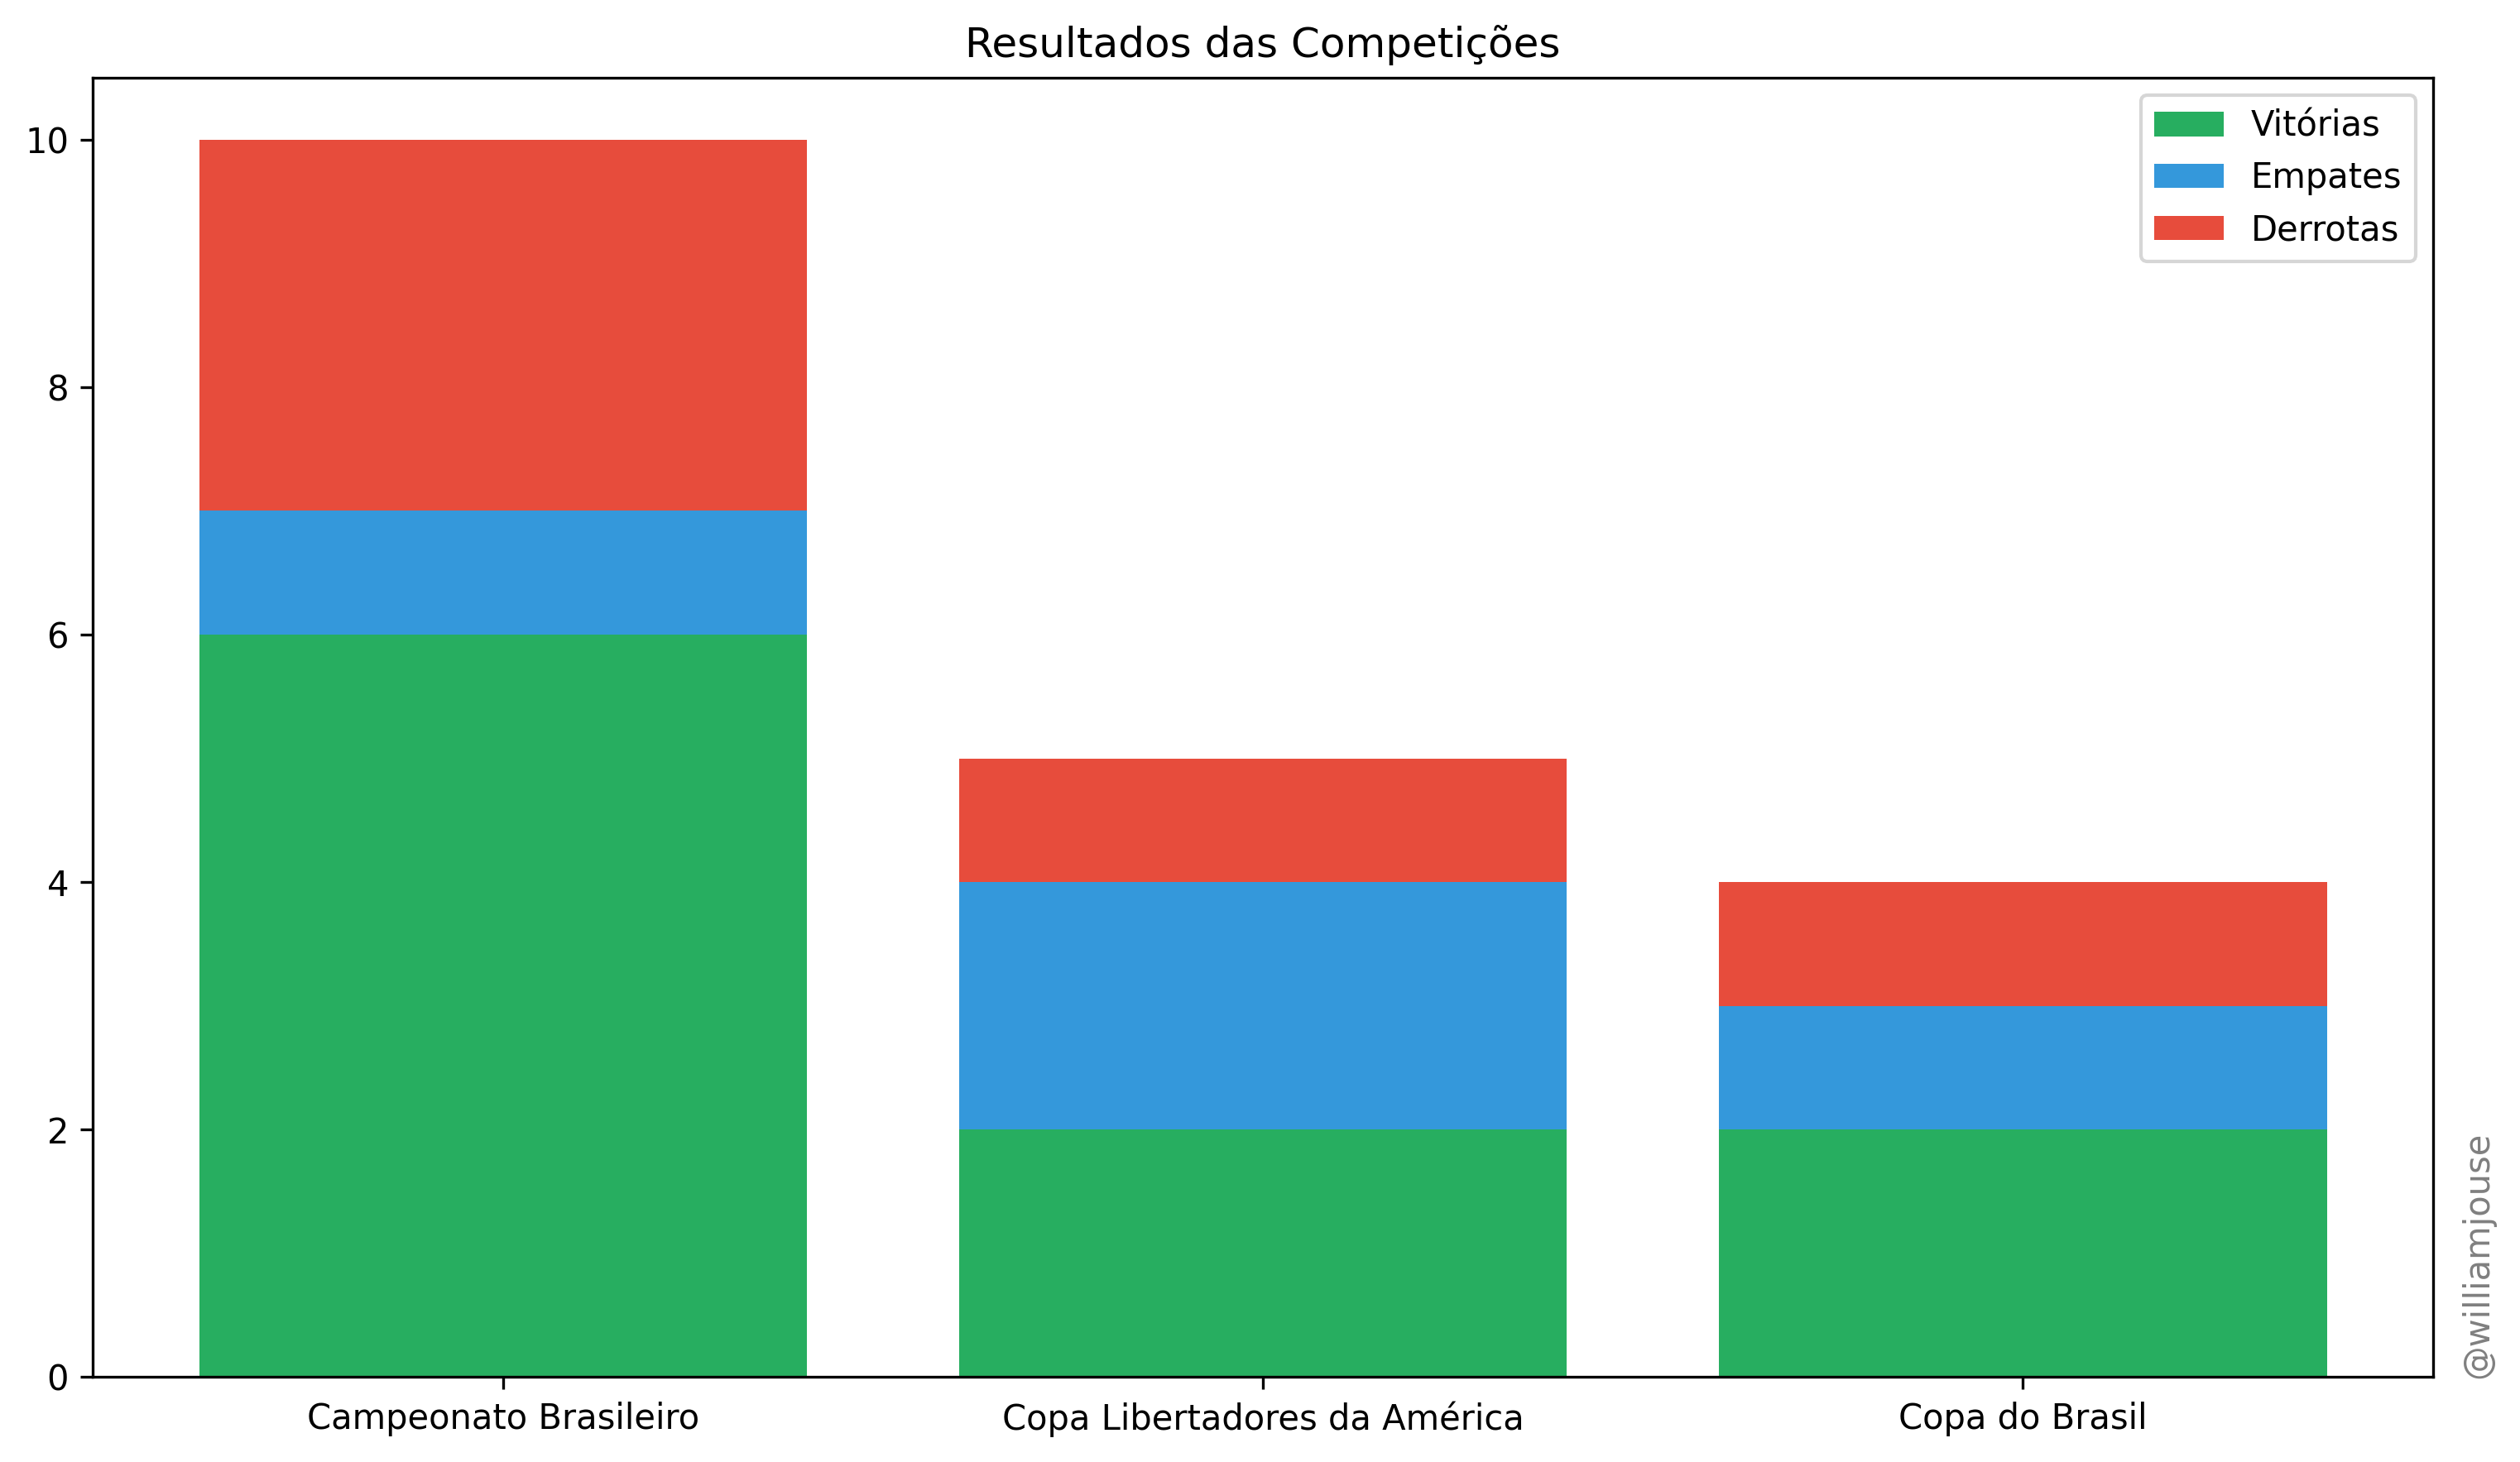 Resultados das Competições
Vitórias
Empates
Derrotas
10
8
6
4
2
0
Campeonato Brasileiro
Copa Libertadores da América
Copa do Brasil
@williamjouse